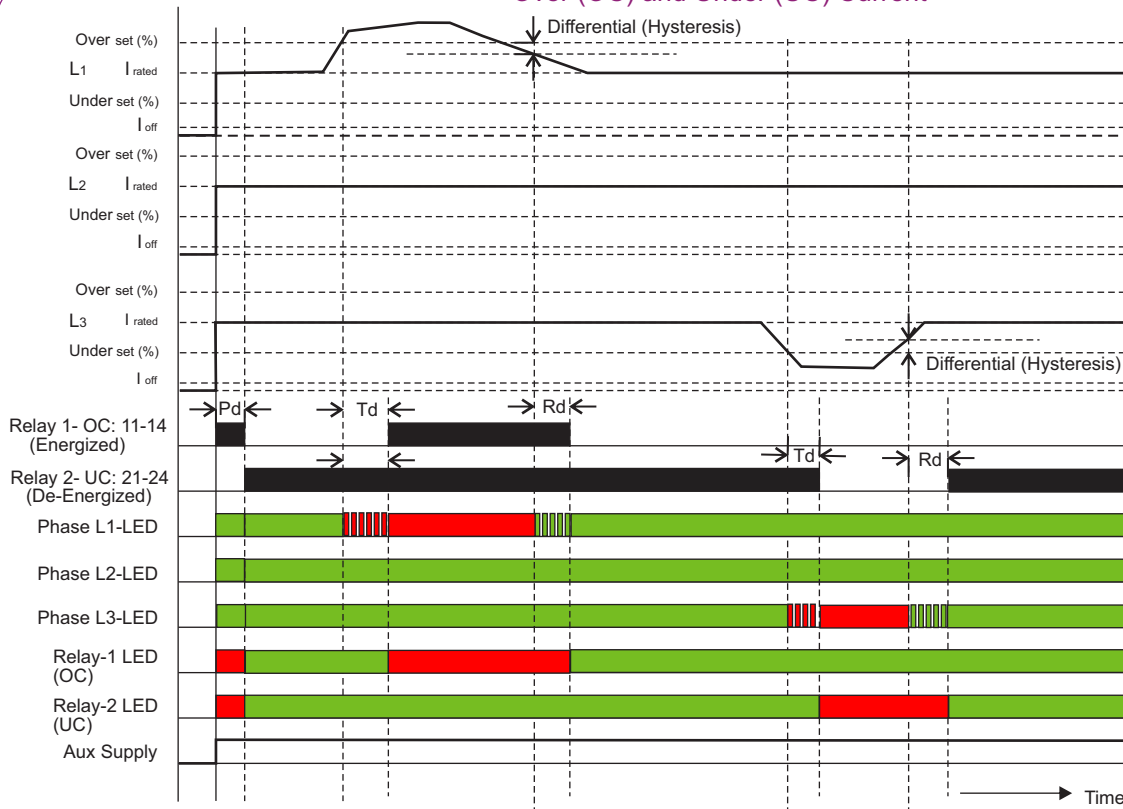 Over (OC) and Under (UC) Current
Over set (%)
Differential (Hysteresis)
L1 I rated
Under set (%)
I off
Over set (%)
L2 I rated
Under set (%)
I off
Over set (%)
L3 I rated
Under set (%)
Differential (Hysteresis)
I off
Pd Td Rd
Relay 1- OC: 11-14
(Energized)
Td Rd
Relay 2- UC: 21-24
(De-Energized)
Phase L1-LED
Phase L2-LED
Phase L3-LED
Relay-1 LED
(OC)
Relay-2 LED
(UC)
Aux Supply
Time